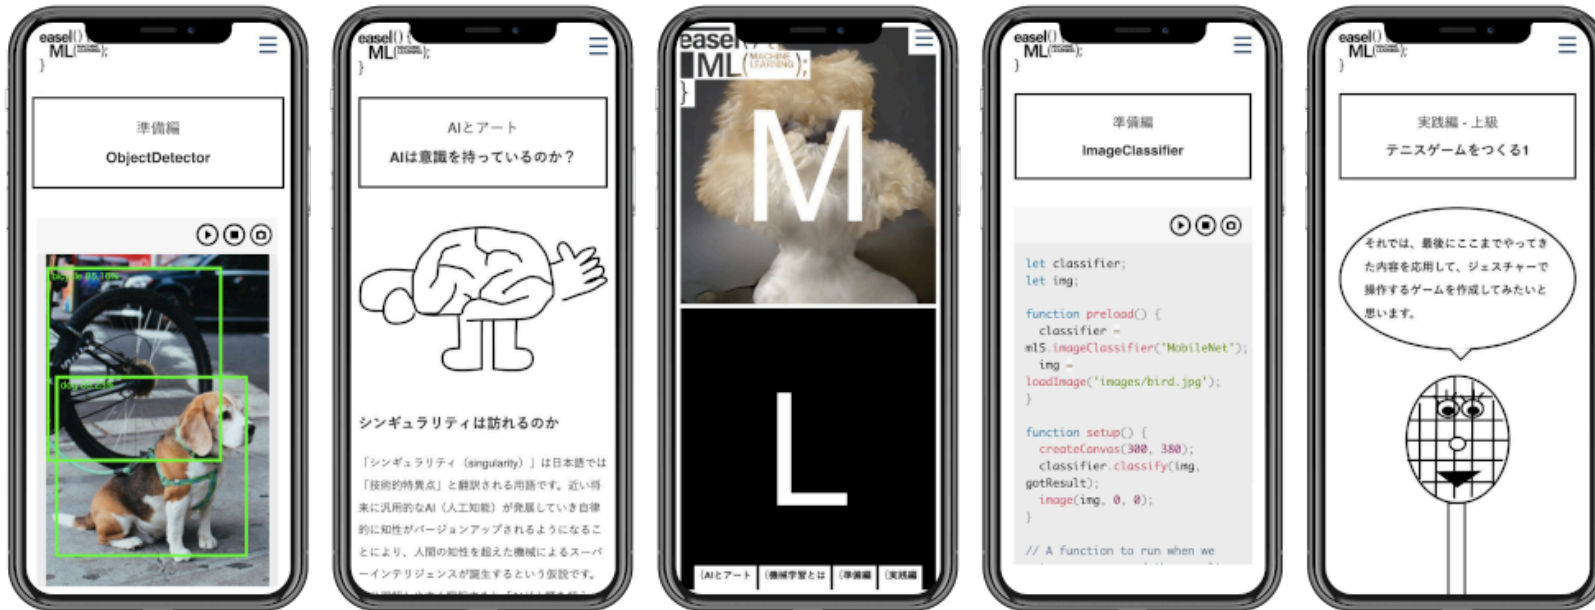 easel() {
ML(MACHINE LEARNING);
}
準備編
ObjectDetector
easel() {
ML(MACHINE LEARNING);
}
AIとアート
AIは意識を持っているのか？
シンギュラリティは訪れるのか
「シンギュラリティ（singularity）」は日本語では
「技術的特異点」と翻訳される用語です。近い将
来に汎用的なAI（人工知能）が発展していき自律
的に知性がバージョンアップされるようになるこ
とにより、人間の知性を超えた機械によるスーパ
ーインテリジェンスが誕生するという仮説です。
easel() {
ML(MACHINE LEARNING);
}
M
L
{AIとアート
{機械学習とは
{準備編
{実践編
easel()
ML(MACHINE LEARNING);
}
準備編
ImageClassifier
let classifier;
let img;
function preload() {
classifier =
ml5.imageClassifier('MobileNet');
img =
loadImage('images/bird.jpg');
}
function setup() {
createCanvas(300, 380);
classifier.classify(img,
gotResult);
image(img, 0, 0);
}
// A function to run when we
easel()
ML(MACHINE LEARNING);
}
実践編 - 上級
テニスゲームをつくる1
それでは、最後にここまでやってき
た内容を応用して、ジェスチャーで
操作するゲームを作成してみたいと
思います。